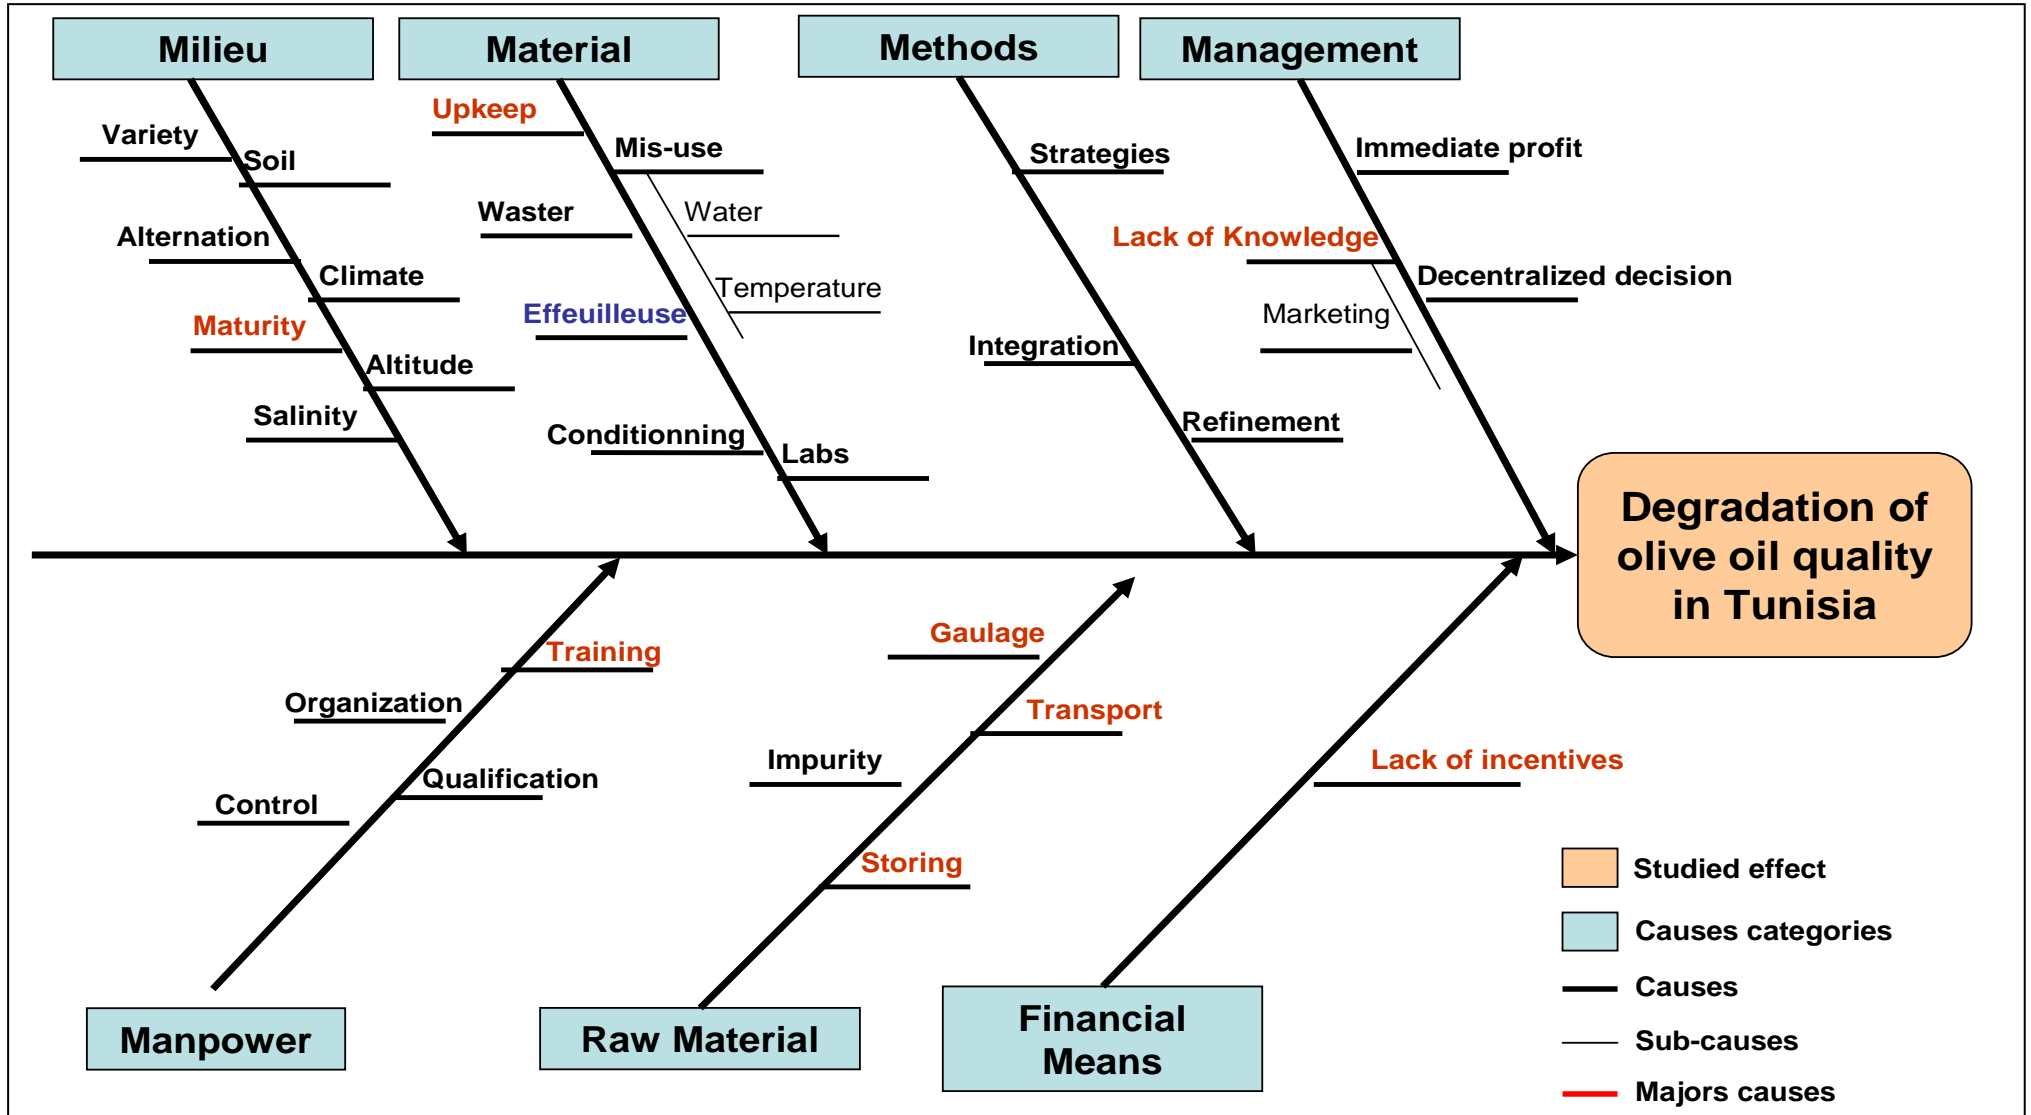 Milieu
Material
Methods
Management
Upkeep
Variety
Soil
Mis-use
Strategies
Immediate profit
Waster
Water
Alternation
Lack of Knowledge
Climate
Temperature
Decentralized decision
Maturity
Effeuilleuse
Marketing
Altitude
Integration
Salinity
Conditionning
Labs
Refinement
Degradation of
olive oil quality
in Tunisia
Training
Gaulage
Organization
Transport
Impurity
Lack of incentives
Qualification
Control
Storing
Studied effect
Causes categories
Causes
Sub-causes
Majors causes
Manpower
Raw Material
Financial
Means